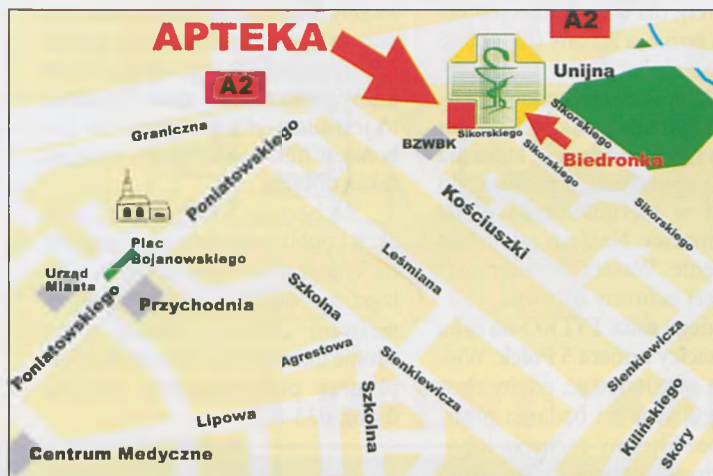 APTEKA
A2
A2
Unijna
Graniczna
BZWBK
Sikorskiego
Sikorskiego
Sikorskiego
Sikorskiego
Biedronka
Poniatowskiego
Kościuszki
Plac
Bojanowskiego
Urząd
Miasta
Przychodnia
Leśmiana
Szkolna
Poniatowskiego
Agrestowa
Sienkiewicza
Sienkiewicza
Szkolna
Kilińskiego
Skóry
Lipowa
Centrum Medyczne